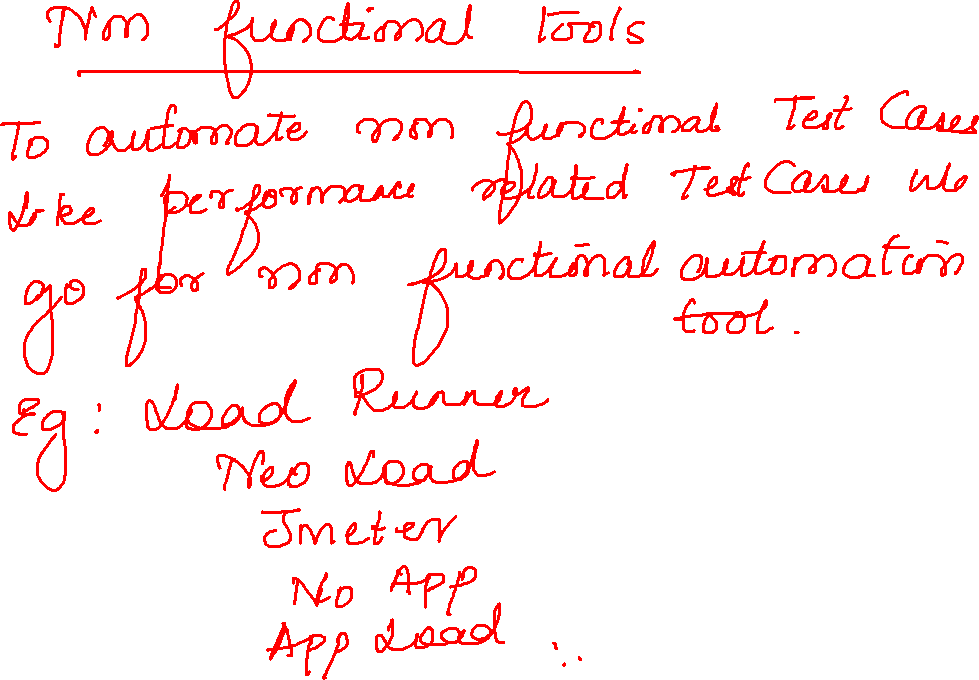 Non functional tools
To automate non functional Test Cases
Like performance related Test Cases we
go for non functional automation
tool.
Eg: Load Runner
Neo Load
Jmeter
No App
App Load ...